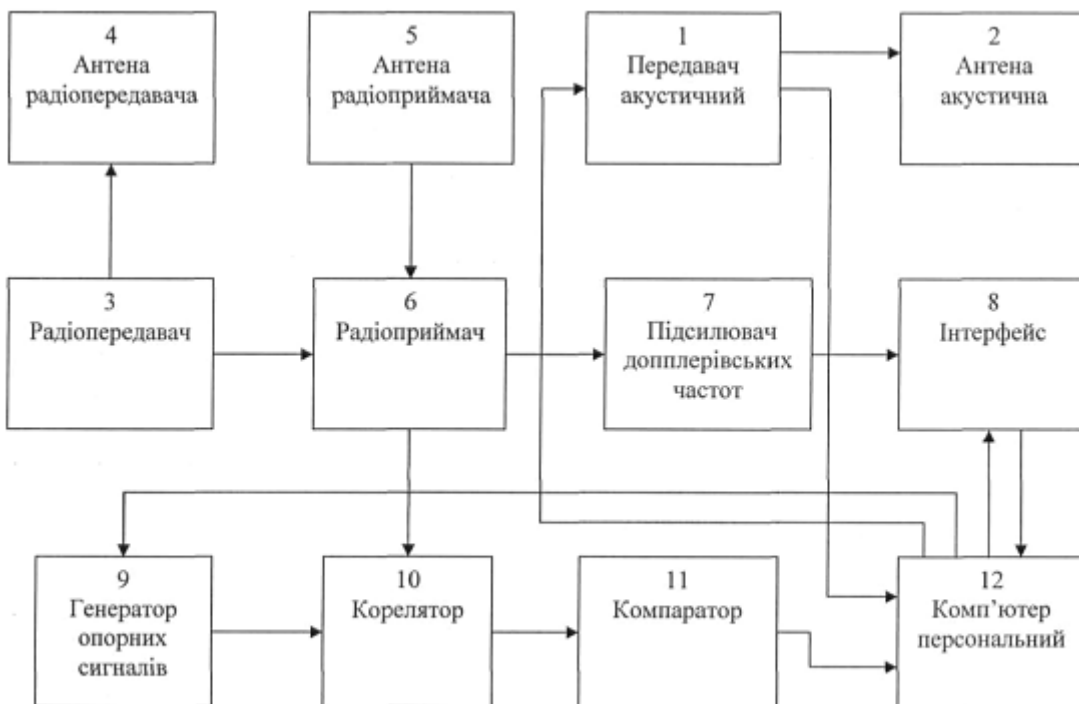 4
Антена
радіопередавача
5
Антена
радіоприймача
1
Передавач
акустичний
2
Антена
акустична
3
Радіопередавач
6
Радіоприймач
7
Підсилювач
допплерівських
частот
8
Інтерфейс
9
Генератор
опорних
сигналів
10
Корелятор
11
Компаратор
12
Комп’ютер
персональний